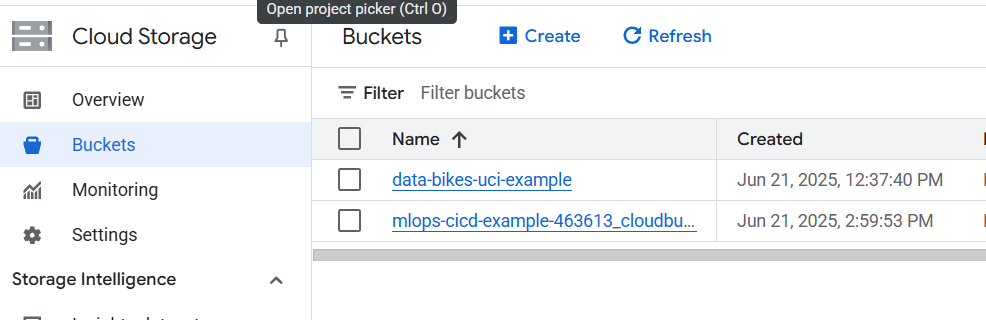 Open project picker (Ctrl O)
Cloud Storage
Buckets
Create
Refresh
Overview
Buckets
Monitoring
Settings
Storage Intelligence
Filter Filter buckets
Name Created
data-bikes-uci-example Jun 21, 2025, 12:37:40 PM
mlops-cicd-example-463613_cloudbu… Jun 21, 2025, 2:59:53 PM